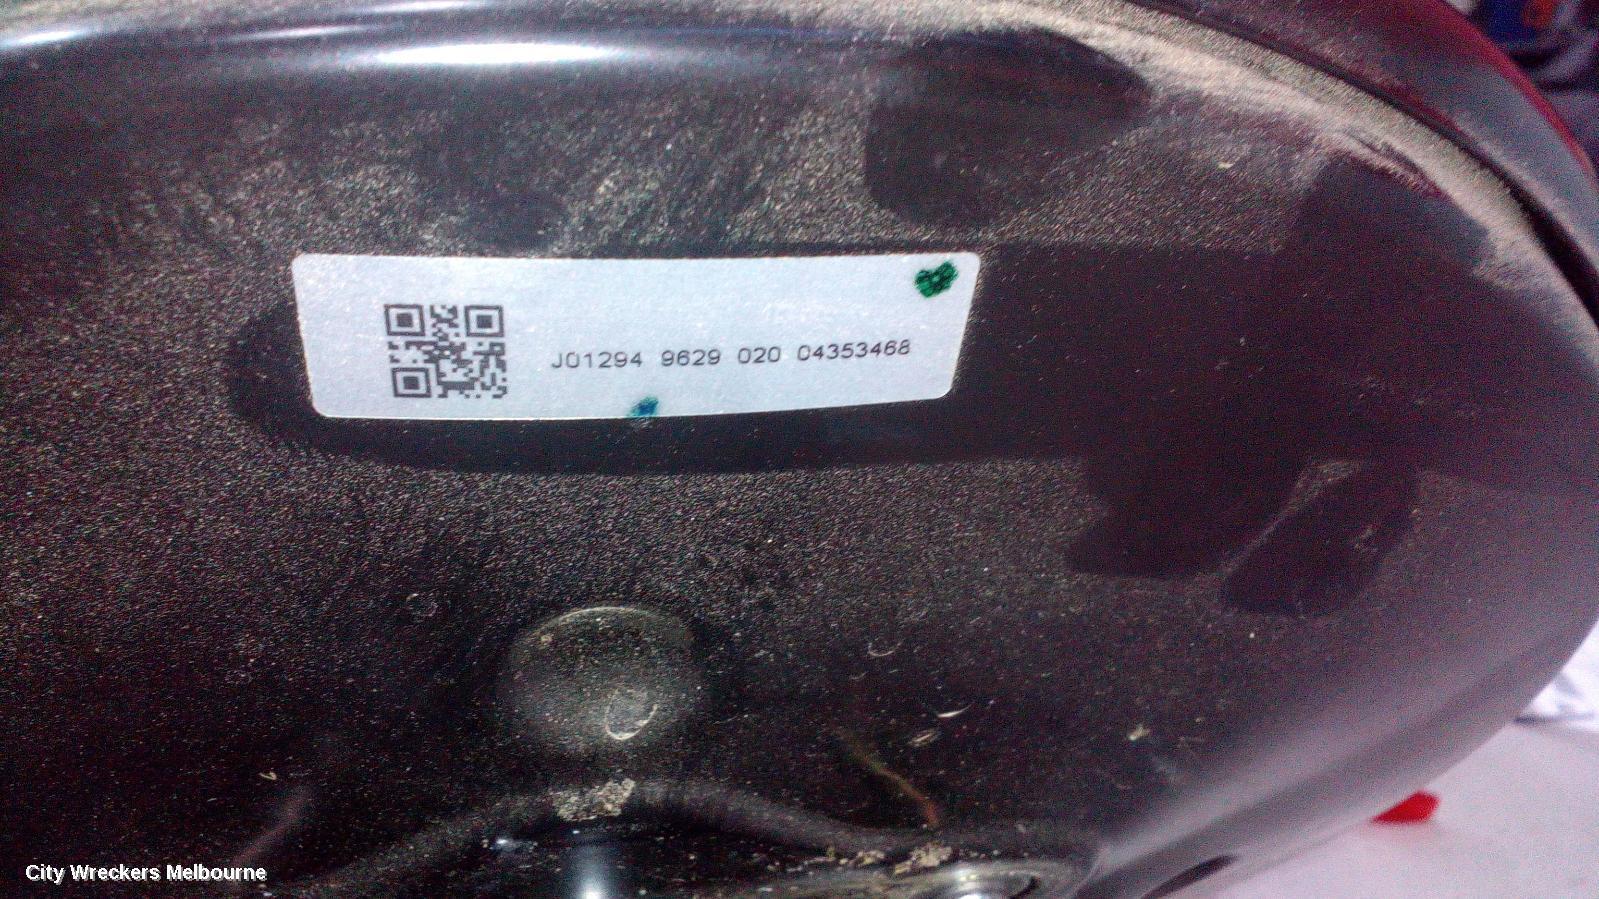 J01294 9629 020 04353468
City Wreckers Melbourne